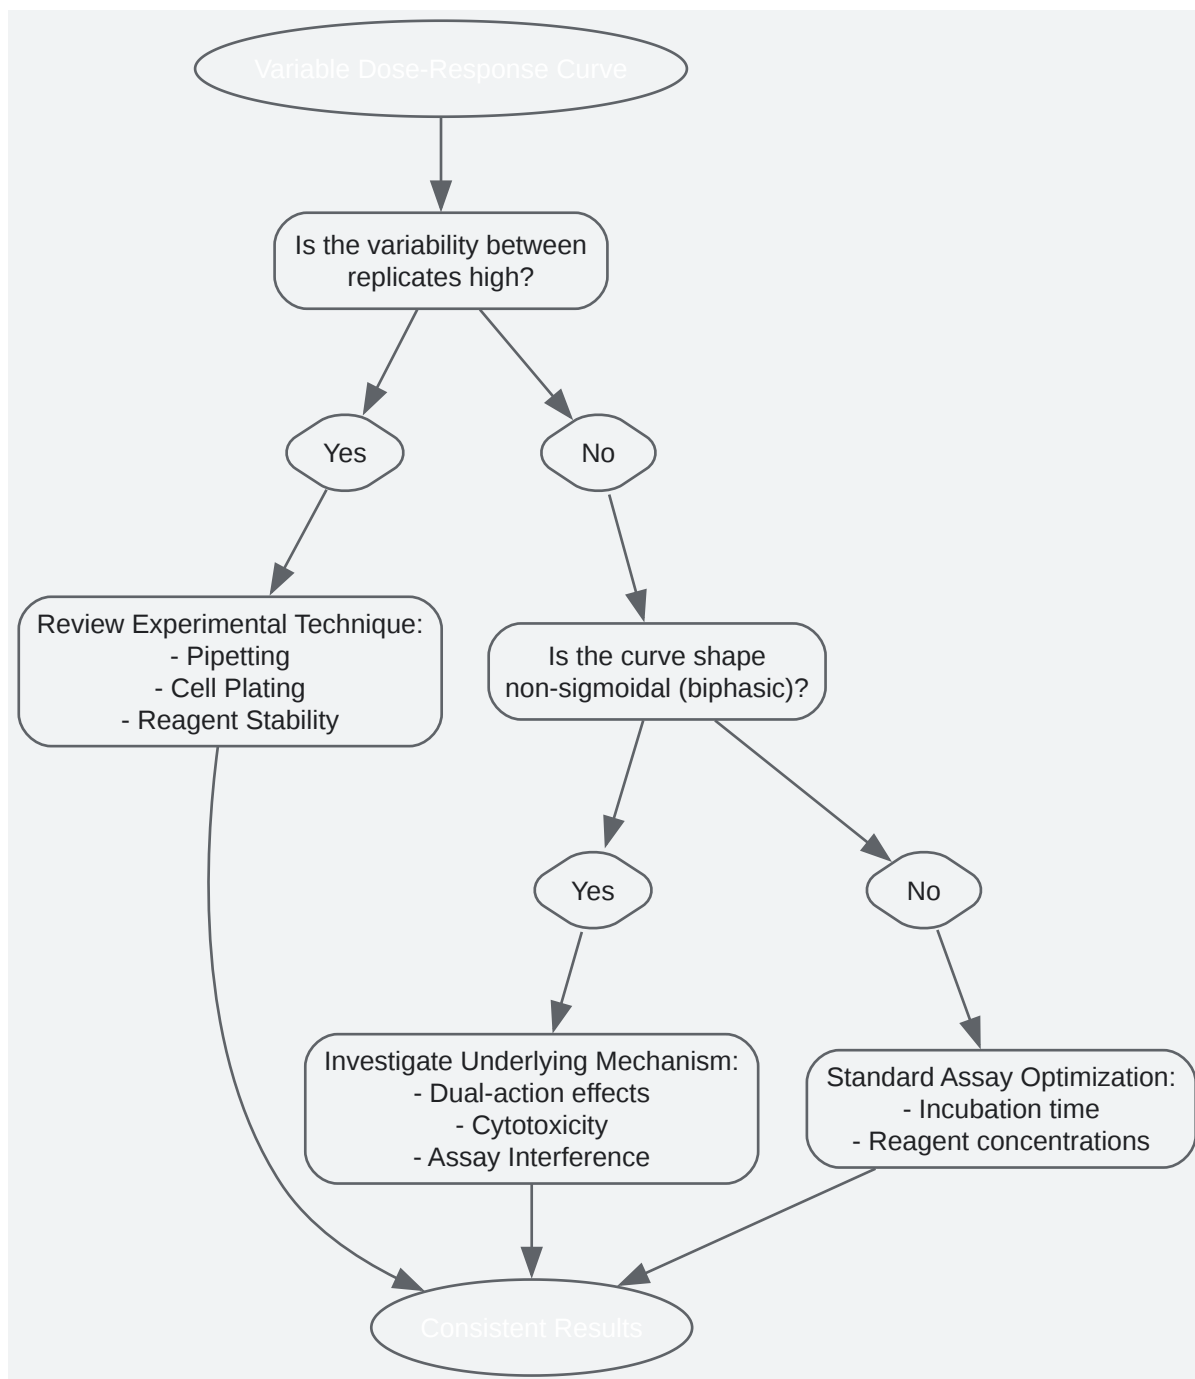 Variable Dose-Response Curve
Is the variability between
replicates high?
Yes
No
Review Experimental Technique:
- Pipetting
- Cell Plating
- Reagent Stability
Is the curve shape
non-sigmoidal (biphasic)?
Yes
No
Investigate Underlying Mechanism:
- Dual-action effects
- Cytotoxicity
- Assay Interference
Standard Assay Optimization:
- Incubation time
- Reagent concentrations
Consistent Results